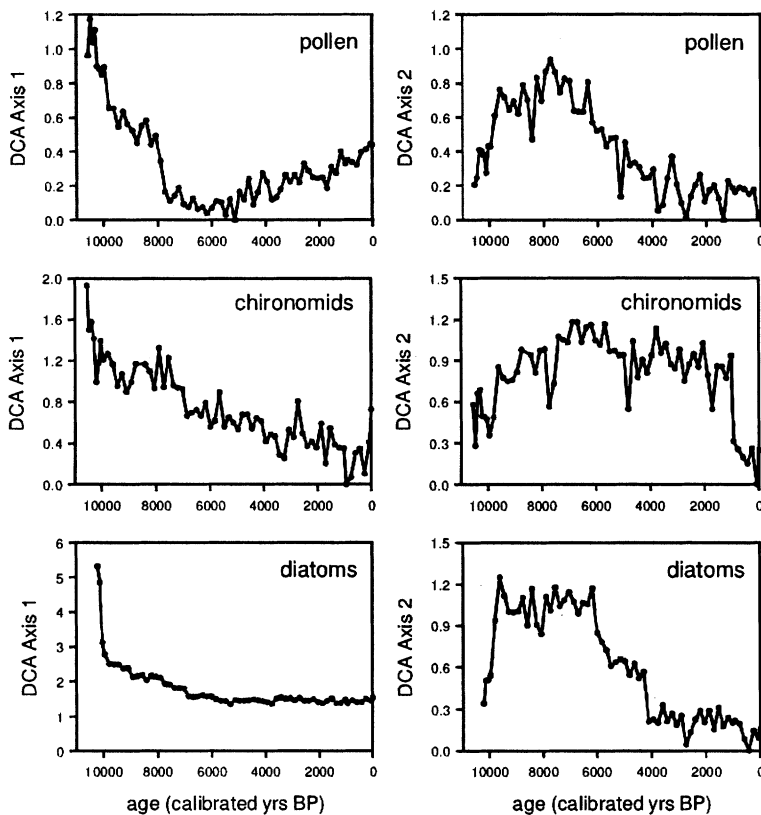 pollen
DCA Axis 1
1.2
1.0
0.8
0.6
0.4
0.2
0.0
10000 8000 6000 4000 2000 0
pollen
DCA Axis 2
1.2
1.0
0.8
0.6
0.4
0.2
0.0
10000 8000 6000 4000 2000 0
chironomids
DCA Axis 1
2.0
1.6
1.2
0.8
0.4
0.0
10000 8000 6000 4000 2000 0
chironomids
DCA Axis 2
1.5
1.2
0.9
0.6
0.3
0.0
10000 8000 6000 4000 2000 0
diatoms
DCA Axis 1
6
5
4
3
2
1
0
10000 8000 6000 4000 2000 0
age (calibrated yrs BP)
diatoms
DCA Axis 2
1.5
1.2
0.9
0.6
0.3
0.0
10000 8000 6000 4000 2000 0
age (calibrated yrs BP)